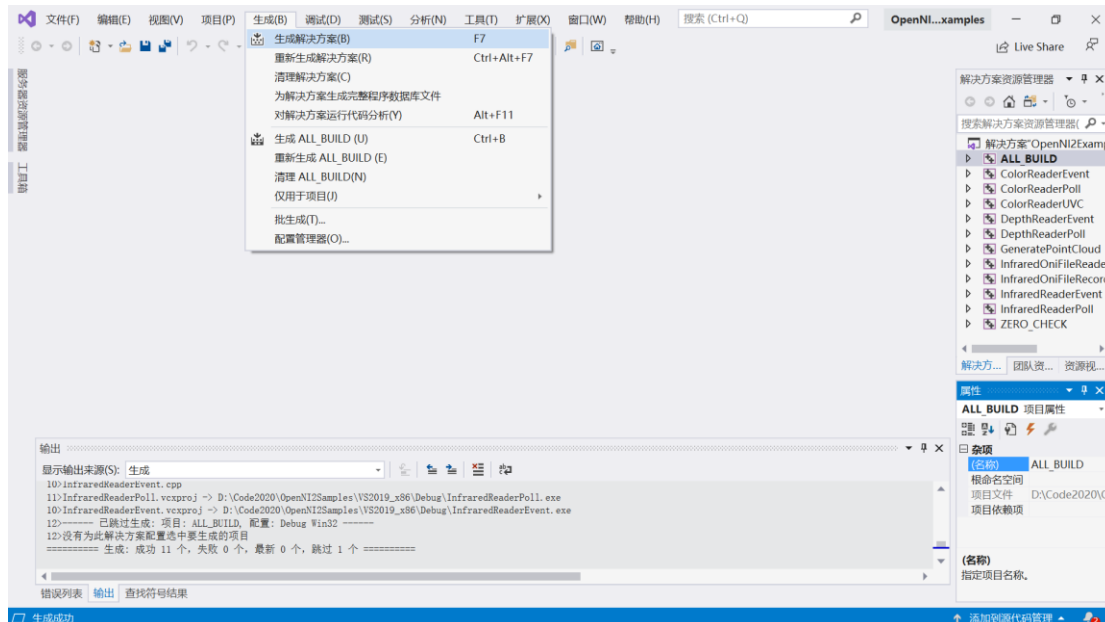 文件(F) 编辑(E) 视图(V) 项目(P) 生成(B) 调试(D) 测试(S) 分析(N) 工具(T) 扩展(X) 窗口(W) 帮助(H) 搜索 (Ctrl+Q) OpenNI...xamples
Live Share
生成解决方案(B) F7
重新生成解决方案(R) Ctrl+Alt+F7
清理解决方案(C)
为解决方案生成完整程序数据库文件
对解决方案运行代码分析(Y) Alt+F11
生成 ALL_BUILD (U) Ctrl+B
重新生成 ALL_BUILD (E)
清理 ALL_BUILD(N)
仅用于项目(J)
批生成(T)...
配置管理器(O)...
服务器资源管理器
工具箱
解决方案资源管理器
搜索解决方案资源管理器(
解决方案"OpenNI2Exam
ALL_BUILD
ColorReaderEvent
ColorReaderPoll
ColorReaderUVC
DepthReaderEvent
DepthReaderPoll
GeneratePointCloud
InfraredOniFileReade
InfraredOniFileRecor
InfraredReaderEvent
InfraredReaderPoll
ZERO_CHECK
解决方... 团队资... 资源视...
属性
ALL_BUILD 项目属性
杂项
(名称) ALL_BUILD
根命名空间
项目文件 D:\Code2020\
项目依赖项
(名称)
指定项目名称。
输出
显示输出来源(S): 生成
10>InfraredReaderEvent.cpp
11>InfraredReaderPoll.vcxproj -> D:\Code2020\OpenNI2Samples\VS2019_x86\Debug\InfraredReaderPoll.exe
10>InfraredReaderEvent.vcxproj -> D:\Code2020\OpenNI2Samples\VS2019_x86\Debug\InfraredReaderEvent.exe
12>------ 已跳过生成: 项目: ALL_BUILD, 配置: Debug Win32 ------
12>没有为此解决方案配置选中要生成的项目
========== 生成: 成功 11 个，失败 0 个，最新 0 个，跳过 1 个 ==========
错误列表 输出 查找符号结果
生成成功 添加到源代码管理 2